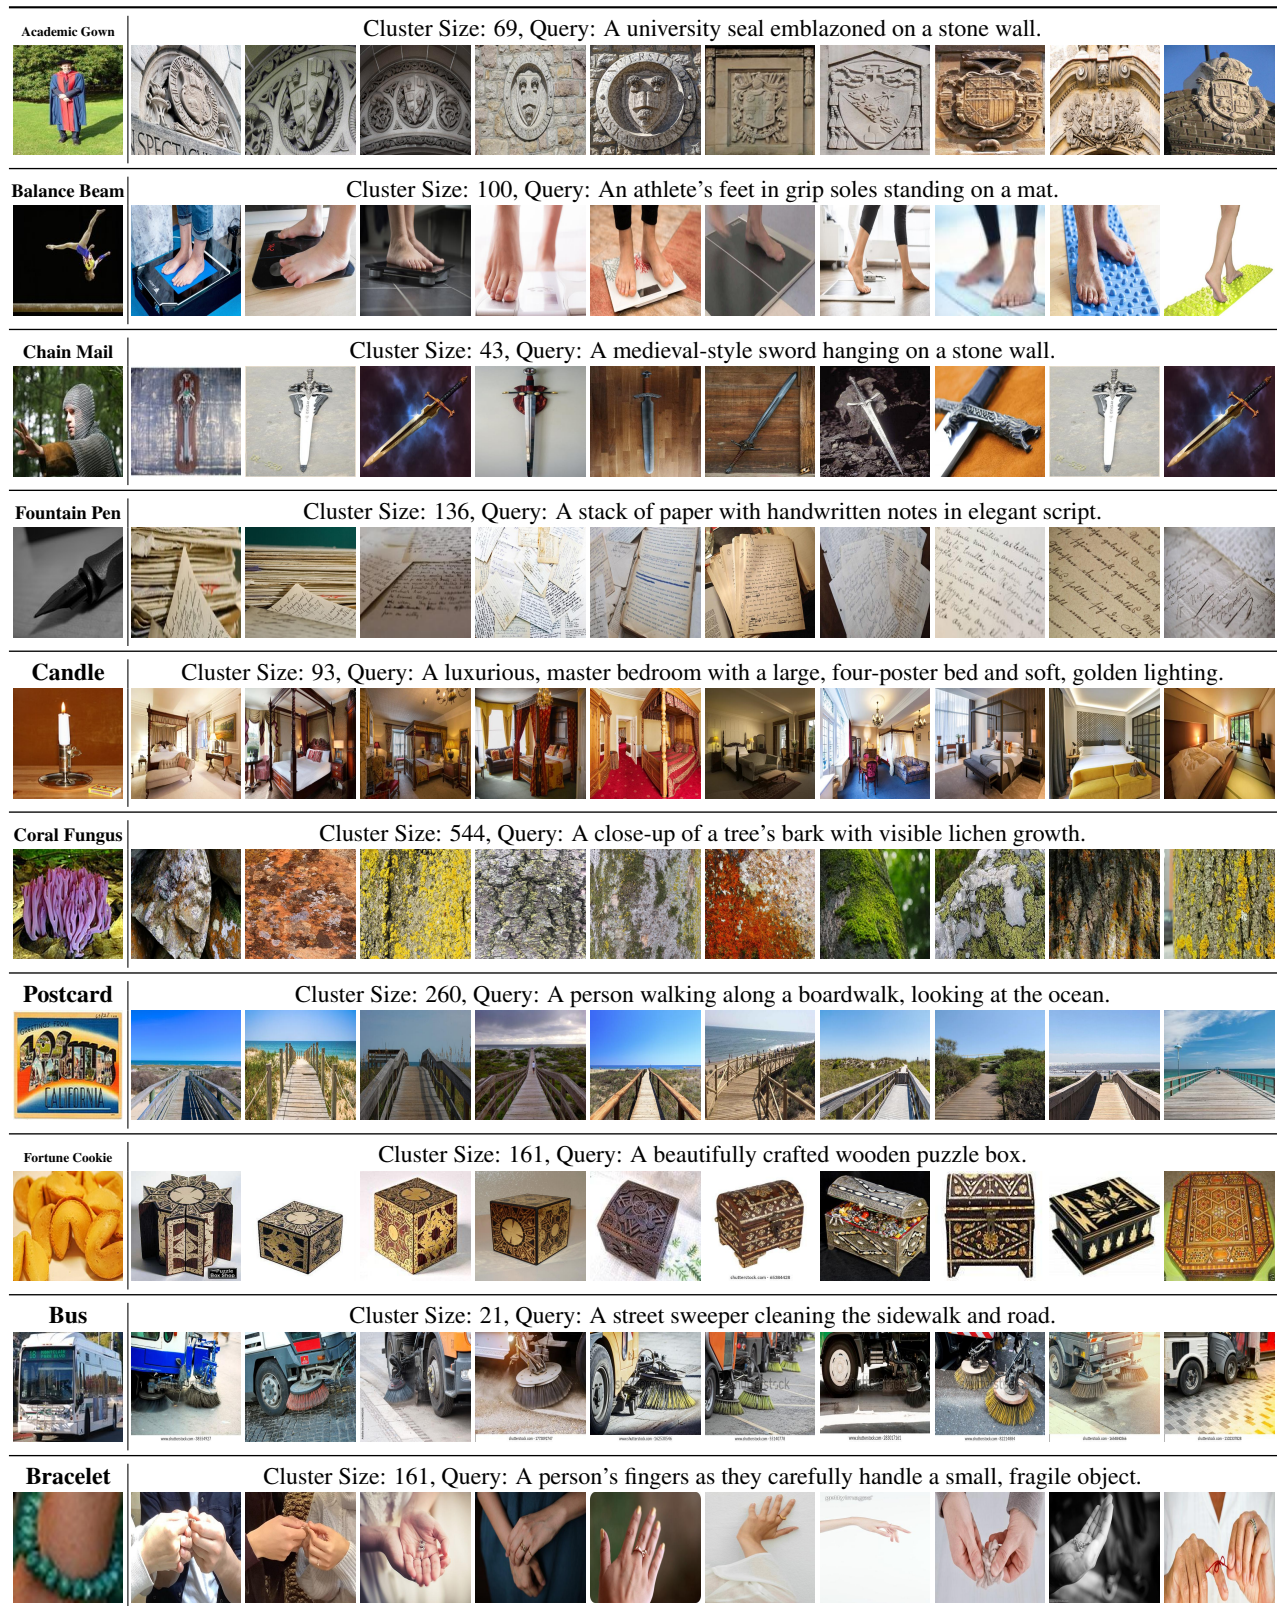 Academic Gown
Cluster Size: 69, Query: A university seal emblazoned on a stone wall.
SPECTACU
Balance Beam
Cluster Size: 100, Query: An athlete's feet in grip soles standing on a mat.
Chain Mail
Cluster Size: 43, Query: A medieval-style sword hanging on a stone wall.
Fountain Pen
Cluster Size: 136, Query: A stack of paper with handwritten notes in elegant script.
Candle
Cluster Size: 93, Query: A luxurious, master bedroom with a large, four-poster bed and soft, golden lighting.
Coral Fungus
Cluster Size: 544, Query: A close-up of a tree's bark with visible lichen growth.
Postcard
Cluster Size: 260, Query: A person walking along a boardwalk, looking at the ocean.
GREETINGS FROM
CALIFORNIA
Fortune Cookie
Cluster Size: 161, Query: A beautifully crafted wooden puzzle box.
Puzzle
Box Shop
Bus
Cluster Size: 21, Query: A street sweeper cleaning the sidewalk and road.
Bracelet
Cluster Size: 161, Query: A person's fingers as they carefully handle a small, fragile object.